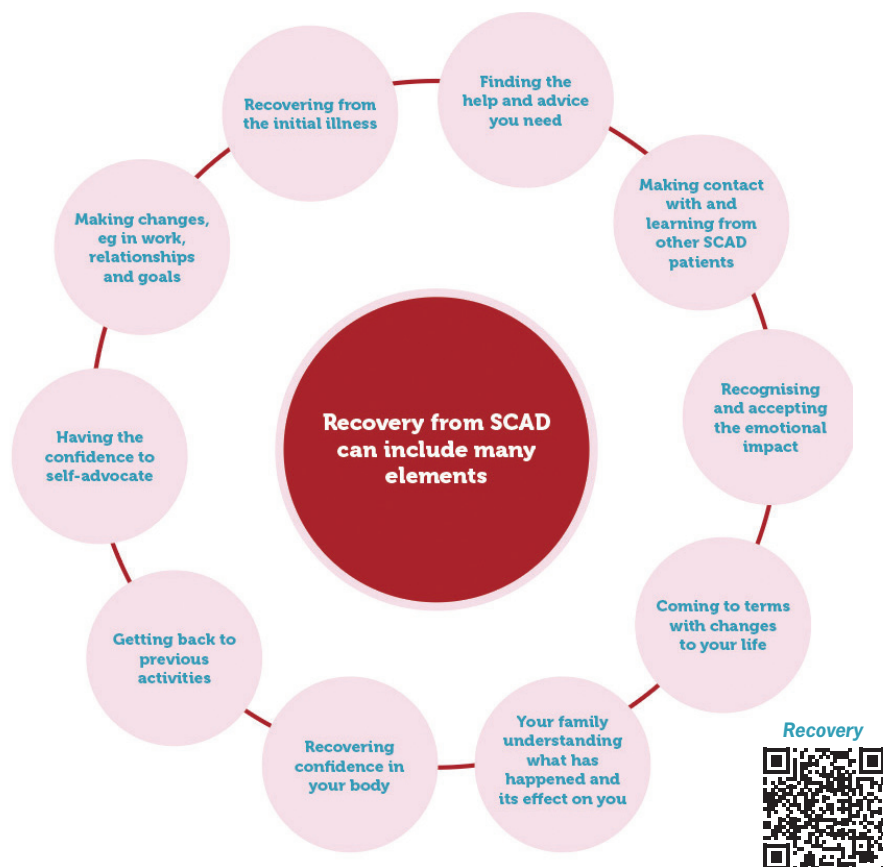 Recovery from SCAD
can include many
elements
Recovering from
the initial illness
Finding the
help and advice
you need
Making contact
with and
learning from
other SCAD
patients
Recognising
and accepting
the emotional
impact
Coming to terms
with changes
to your life
Your family
understanding
what has
happened and
its effect on you
Recovering
confidence in
your body
Getting back to
previous
activities
Having the
confidence to
self-advocate
Making changes,
eg in work,
relationships
and goals
Recovery